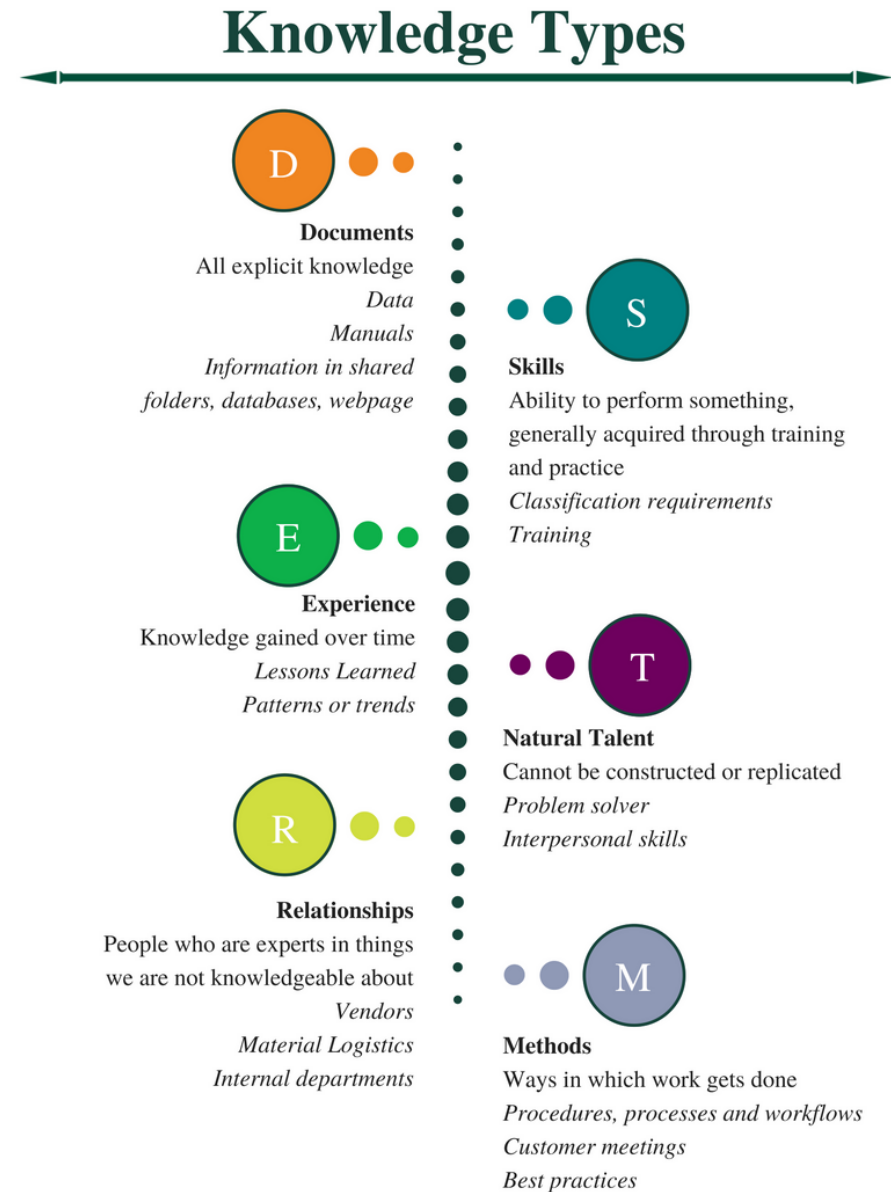 Knowledge Types
D
Documents
All explicit knowledge
Data
Manuals
Information in shared
folders, databases, webpage
S
Skills
Ability to perform something,
generally acquired through training
and practice
Classification requirements
Training
E
Experience
Knowledge gained over time
Lessons Learned
Patterns or trends
T
Natural Talent
Cannot be constructed or replicated
Problem solver
Interpersonal skills
R
Relationships
People who are experts in things
we are not knowledgeable about
Vendors
Material Logistics
Internal departments
M
Methods
Ways in which work gets done
Procedures, processes and workflows
Customer meetings
Best practices